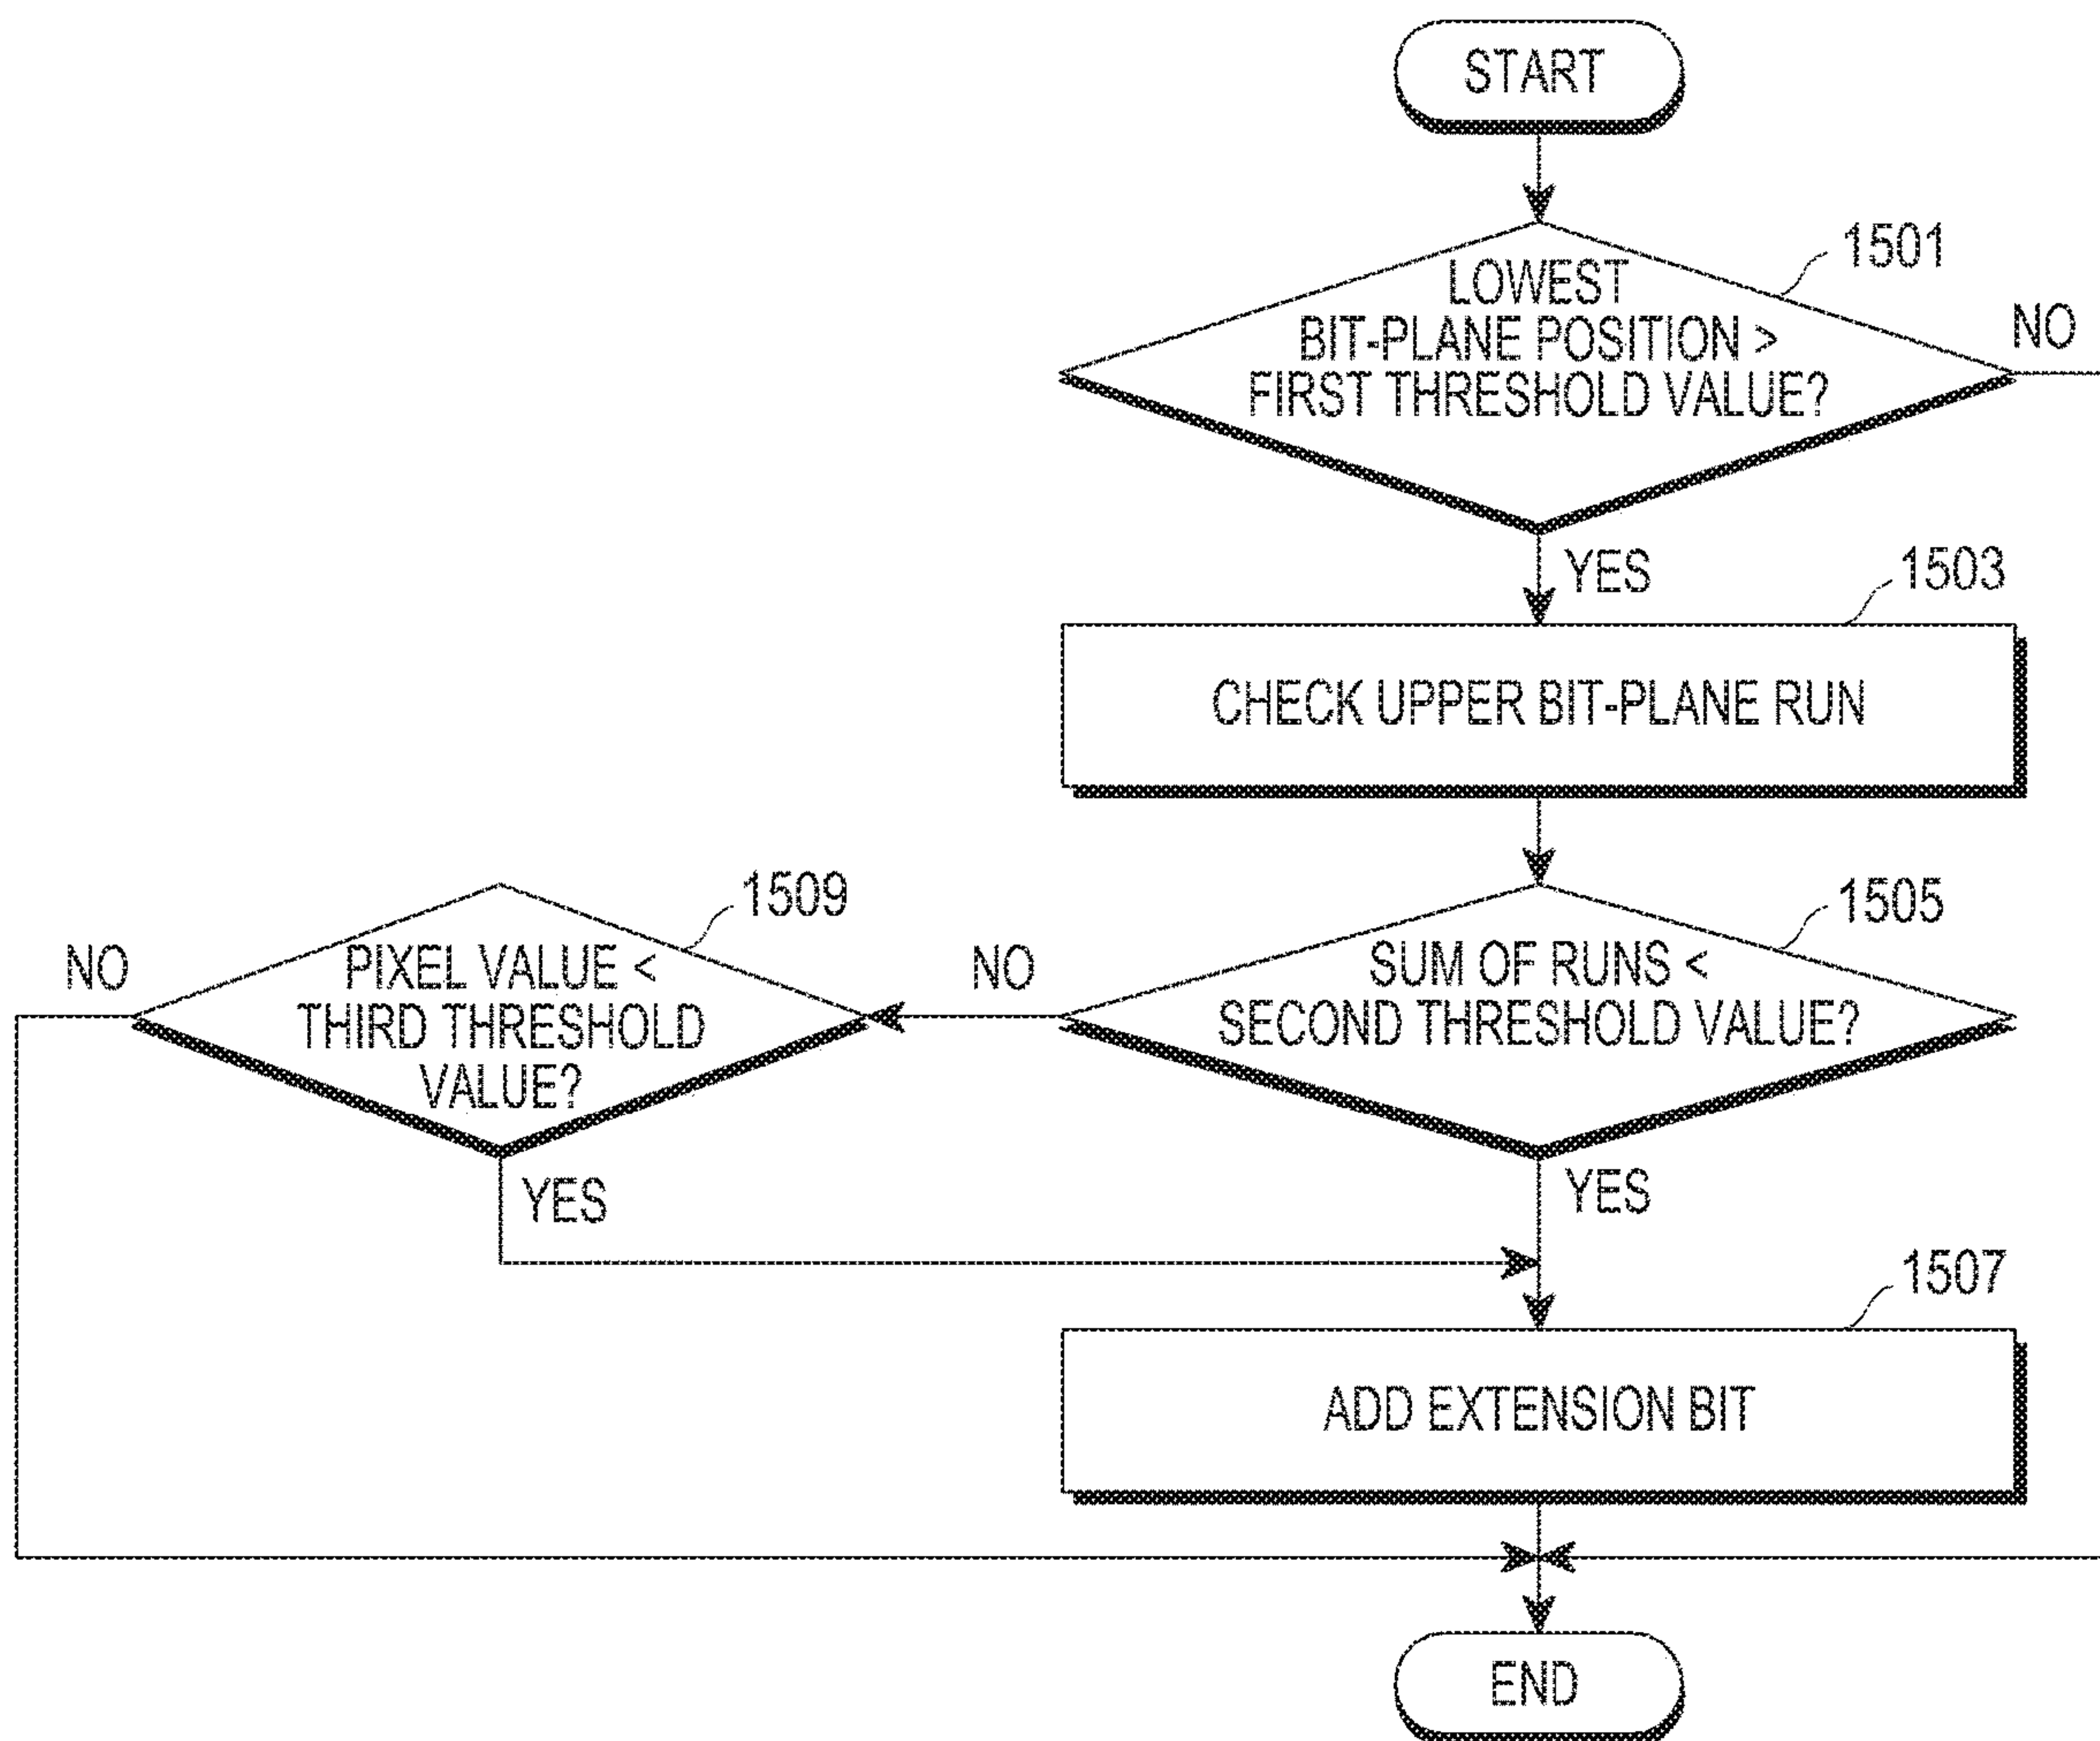 START
1501
LOWEST
BIT-PLANE POSITION >
FIRST THRESHOLD VALUE?
NO
YES
1503
CHECK UPPER BIT-PLANE RUN
1505
SUM OF RUNS <
SECOND THRESHOLD VALUE?
NO
YES
1509
PIXEL VALUE <
THIRD THRESHOLD
VALUE?
NO
YES
1507
ADD EXTENSION BIT
END